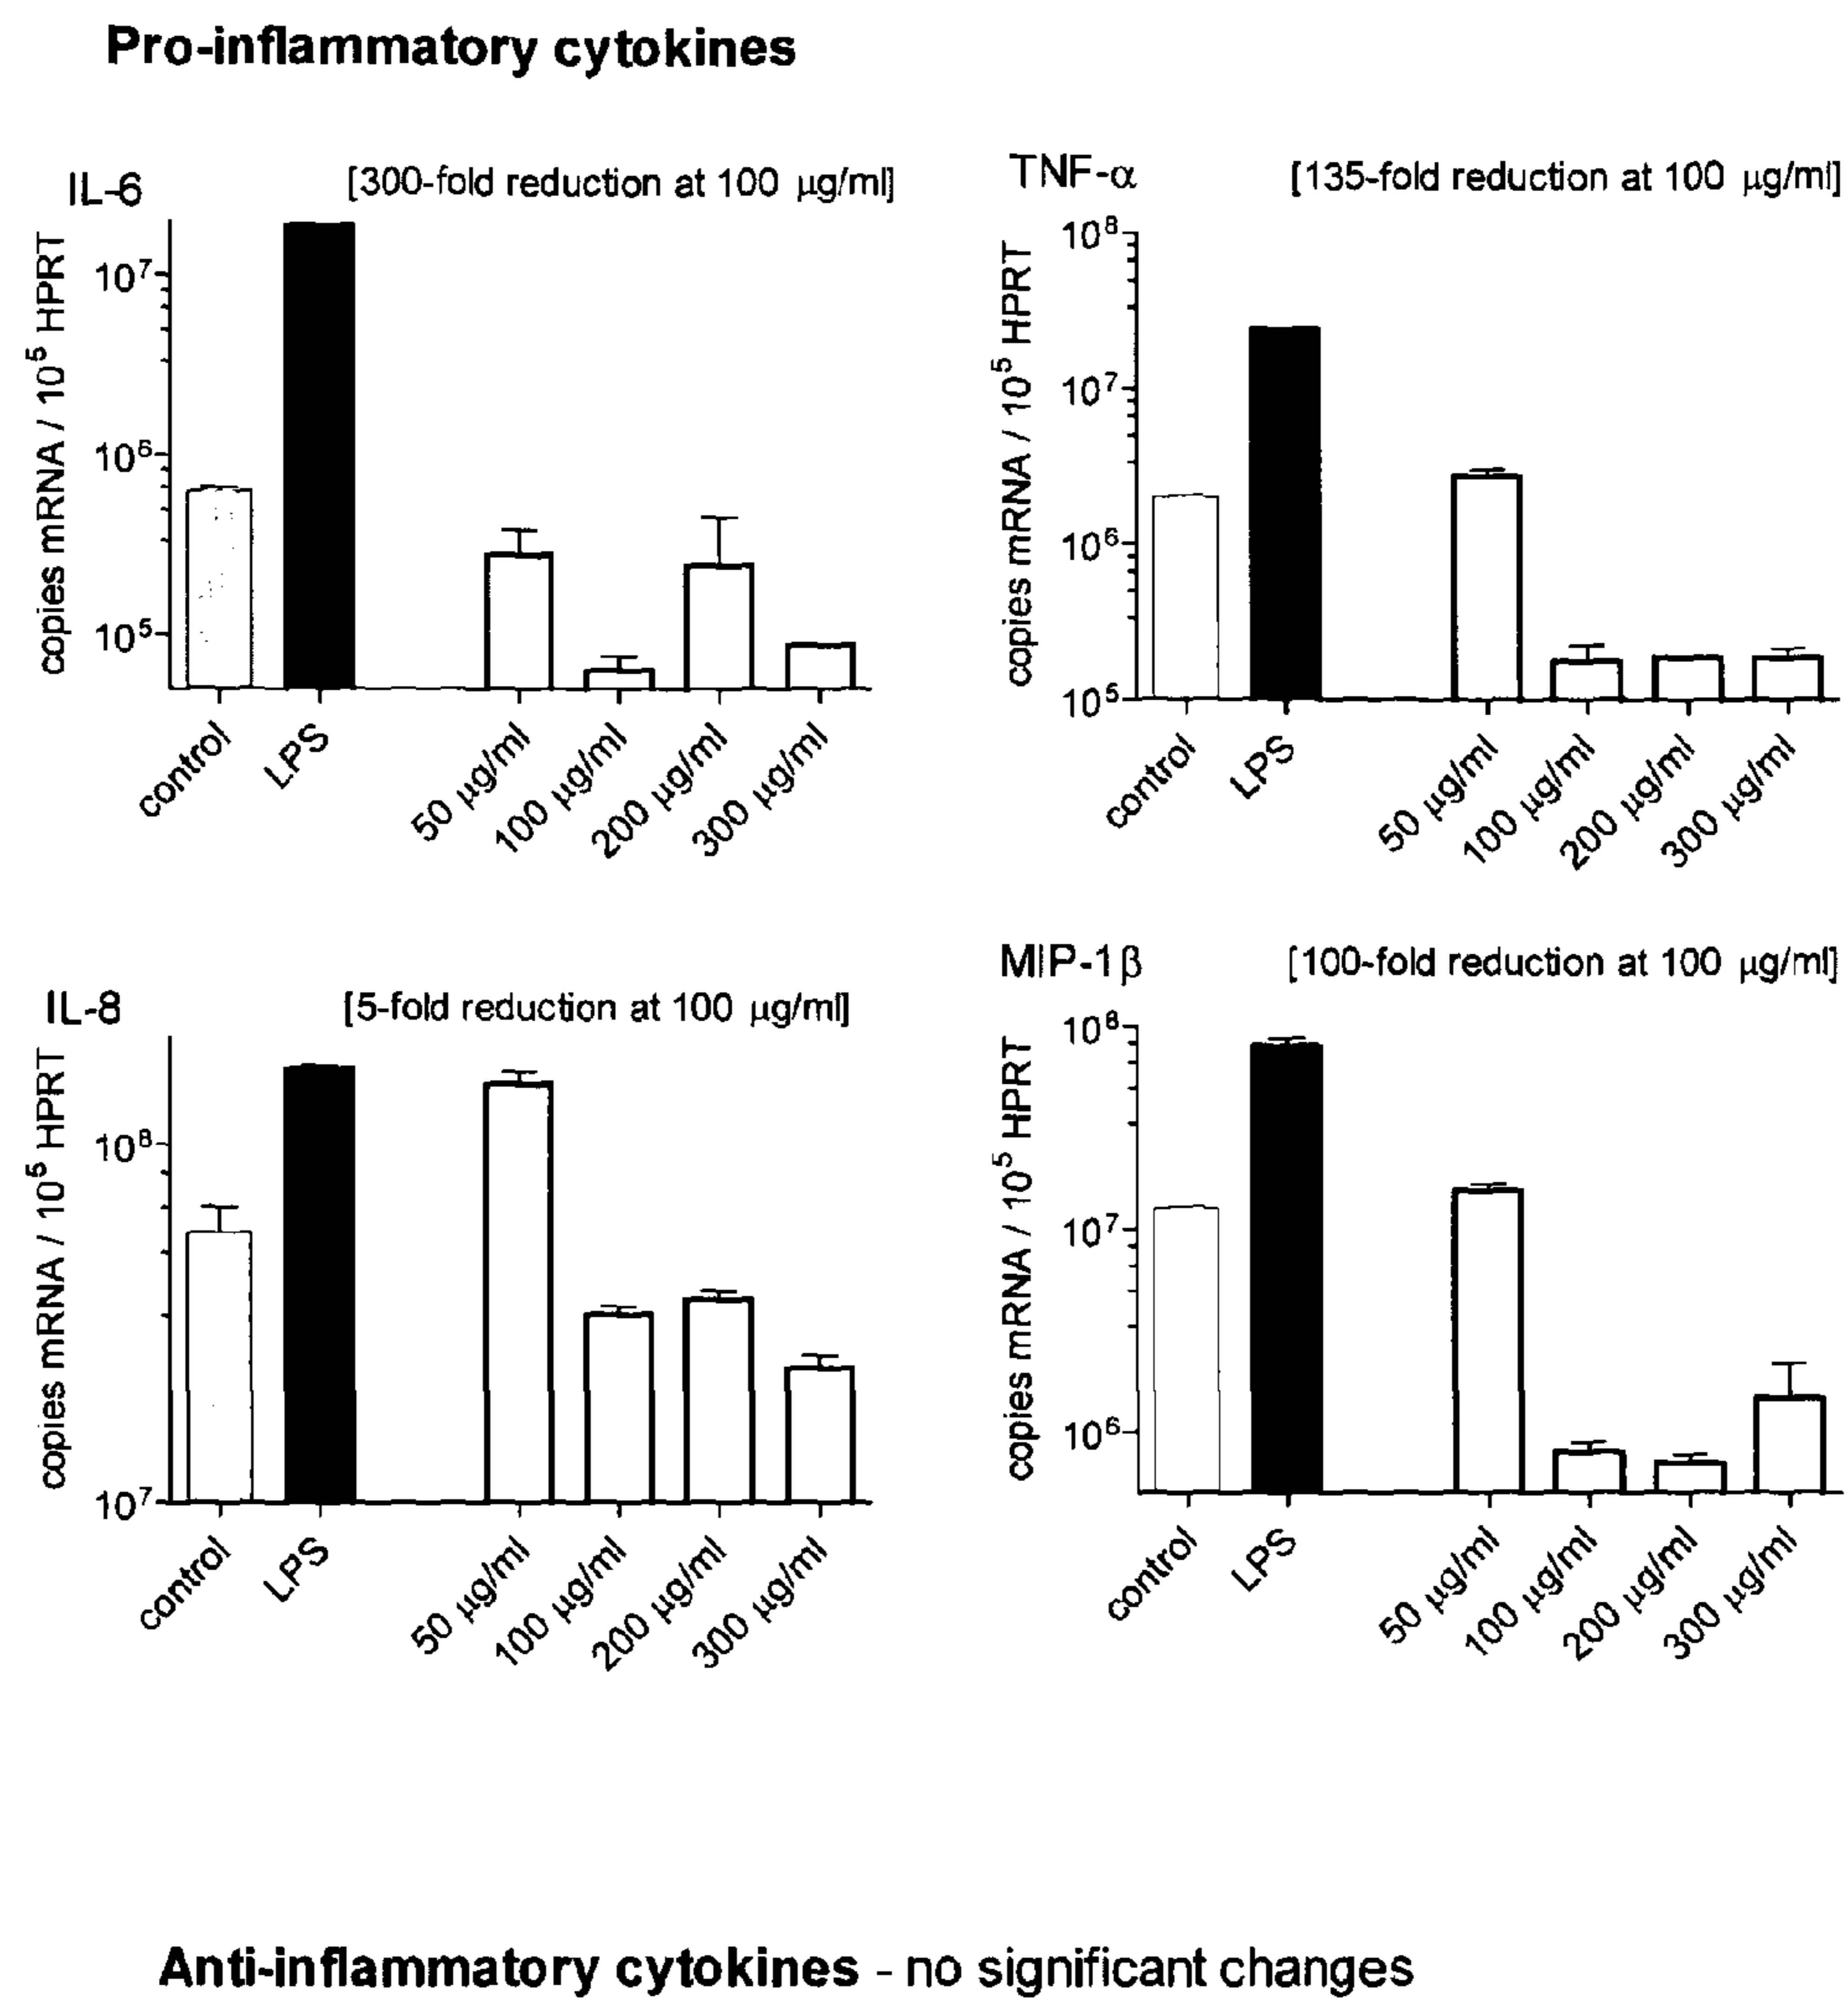 Pro-inflammatory cytokines
IL-6
[300-fold reduction at 100 µg/ml]
copies mRNA / 10⁵ HPRT
10⁷
10⁶
10⁵
control
LPS
50 µg/ml
100 µg/ml
200 µg/ml
300 µg/ml
TNF-α
[135-fold reduction at 100 µg/ml]
copies mRNA / 10⁵ HPRT
10⁸
10⁷
10⁶
10⁵
control
LPS
50 µg/ml
100 µg/ml
200 µg/ml
300 µg/ml
IL-8
[5-fold reduction at 100 µg/ml]
copies mRNA / 10⁵ HPRT
10⁸
10⁷
control
LPS
50 µg/ml
100 µg/ml
200 µg/ml
300 µg/ml
MIP-1β
[100-fold reduction at 100 µg/ml]
copies mRNA / 10⁵ HPRT
10⁸
10⁷
10⁶
control
LPS
50 µg/ml
100 µg/ml
200 µg/ml
300 µg/ml
Anti-inflammatory cytokines - no significant changes